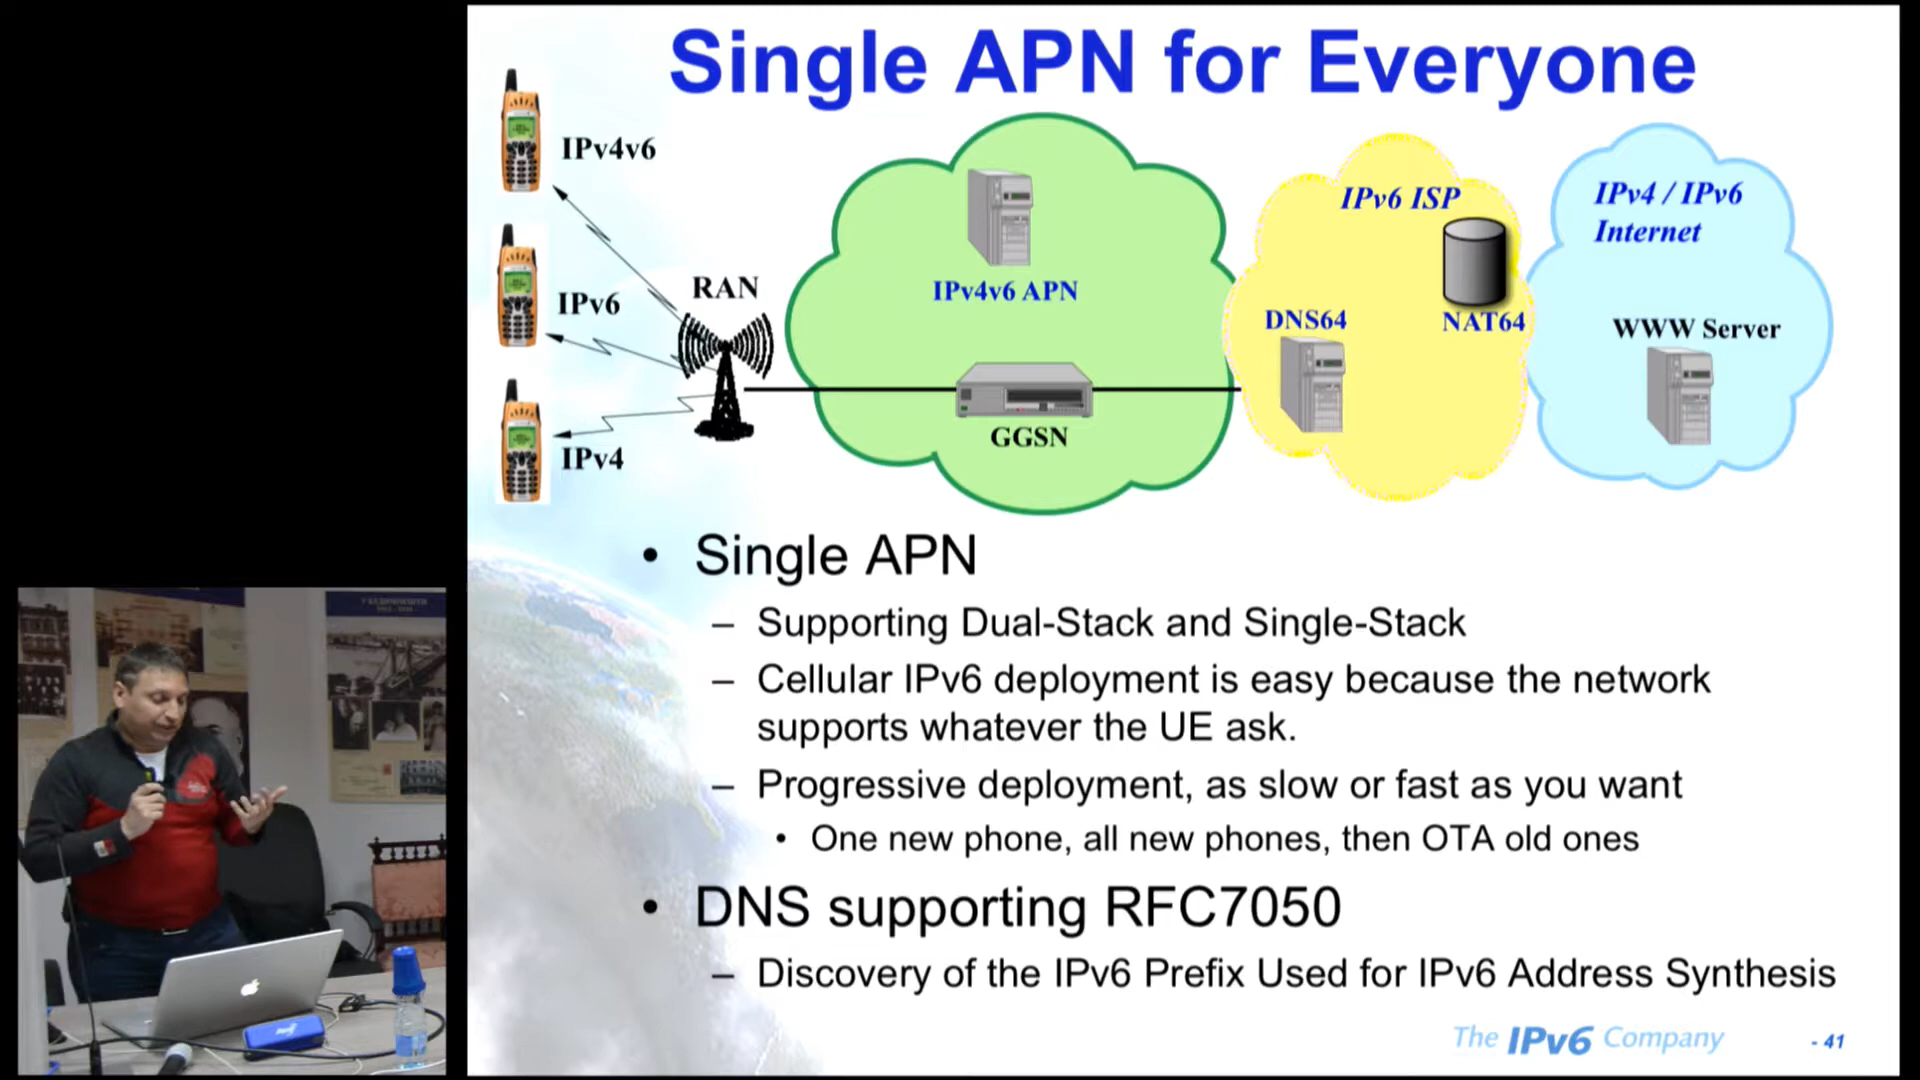 Single APN for Everyone
IPv4v6
IPv6
IPv4
RAN
IPv4v6 APN
GGSN
IPv6 ISP
DNS64
NAT64
IPv4 / IPv6
Internet
WWW Server
• Single APN
– Supporting Dual-Stack and Single-Stack
– Cellular IPv6 deployment is easy because the network
supports whatever the UE ask.
– Progressive deployment, as slow or fast as you want
• One new phone, all new phones, then OTA old ones
• DNS supporting RFC7050
– Discovery of the IPv6 Prefix Used for IPv6 Address Synthesis
The IPv6 Company
- 41